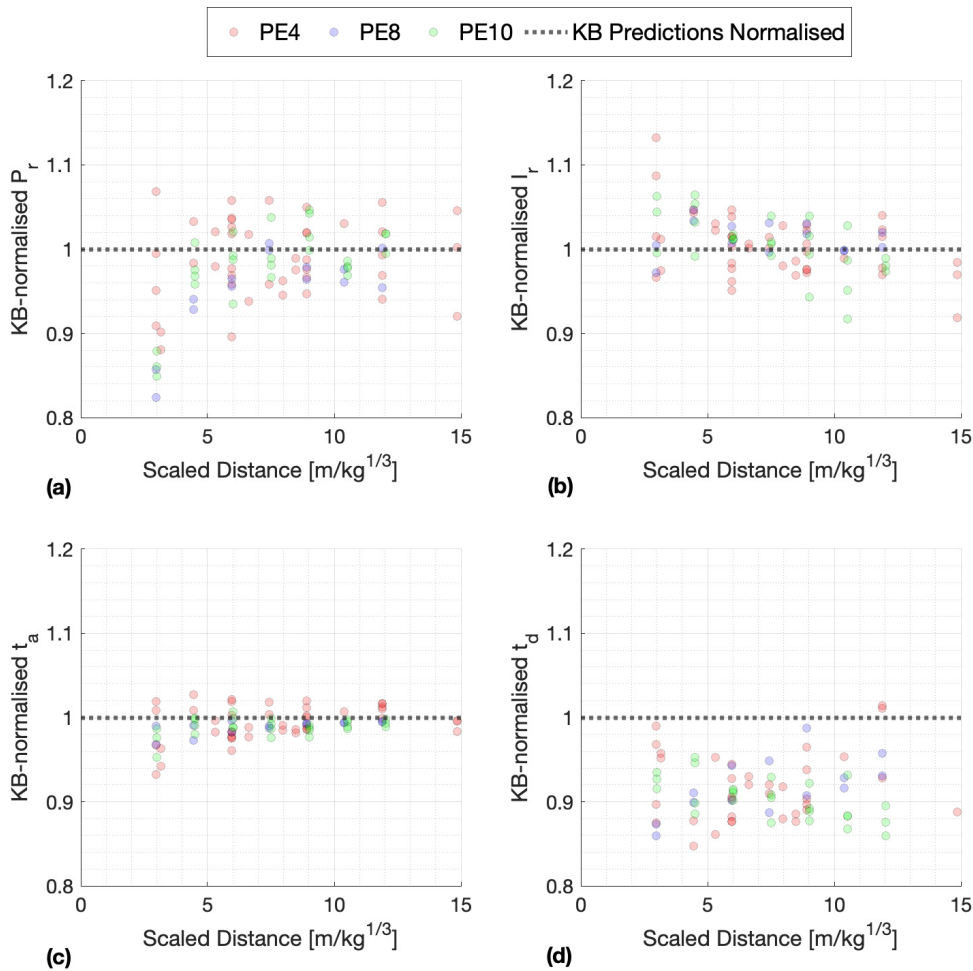 PE4 PE8 PE10 KB Predictions Normalised
1.2 1.1 1 0.9 0.8
KB-normalised P_r
0 5 10 15
Scaled Distance [m/kg^{1/3}]
(a)
1.2 1.1 1 0.9 0.8
KB-normalised I_r
0 5 10 15
Scaled Distance [m/kg^{1/3}]
(b)
1.2 1.1 1 0.9 0.8
KB-normalised t_a
0 5 10 15
Scaled Distance [m/kg^{1/3}]
(c)
1.2 1.1 1 0.9 0.8
KB-normalised t_d
0 5 10 15
Scaled Distance [m/kg^{1/3}]
(d)